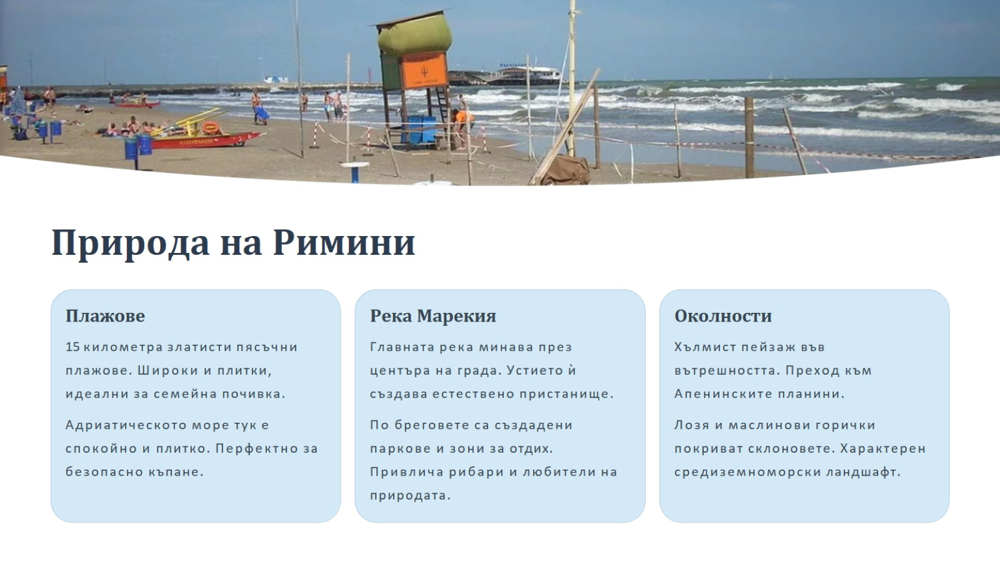 Природа на Римини
Плажове
15 километра златисти пясъчни
плажове. Широки и плитки,
идеални за семейна почивка.
Адриатическото море тук е
спокойно и плитко. Перфектно за
безопасно къпане.
Река Марекия
Главната река минава през
центъра на града. Устието ѝ
създава естествено пристанище.
По бреговете са създадени
паркове и зони за отдих.
Привлича рибари и любители на
природата.
Околности
Хълмист пейзаж във
вътрешността. Преход към
Апенинските планини.
Лозя и маслинови горички
покриват склоновете. Характерен
средиземноморски ландшафт.